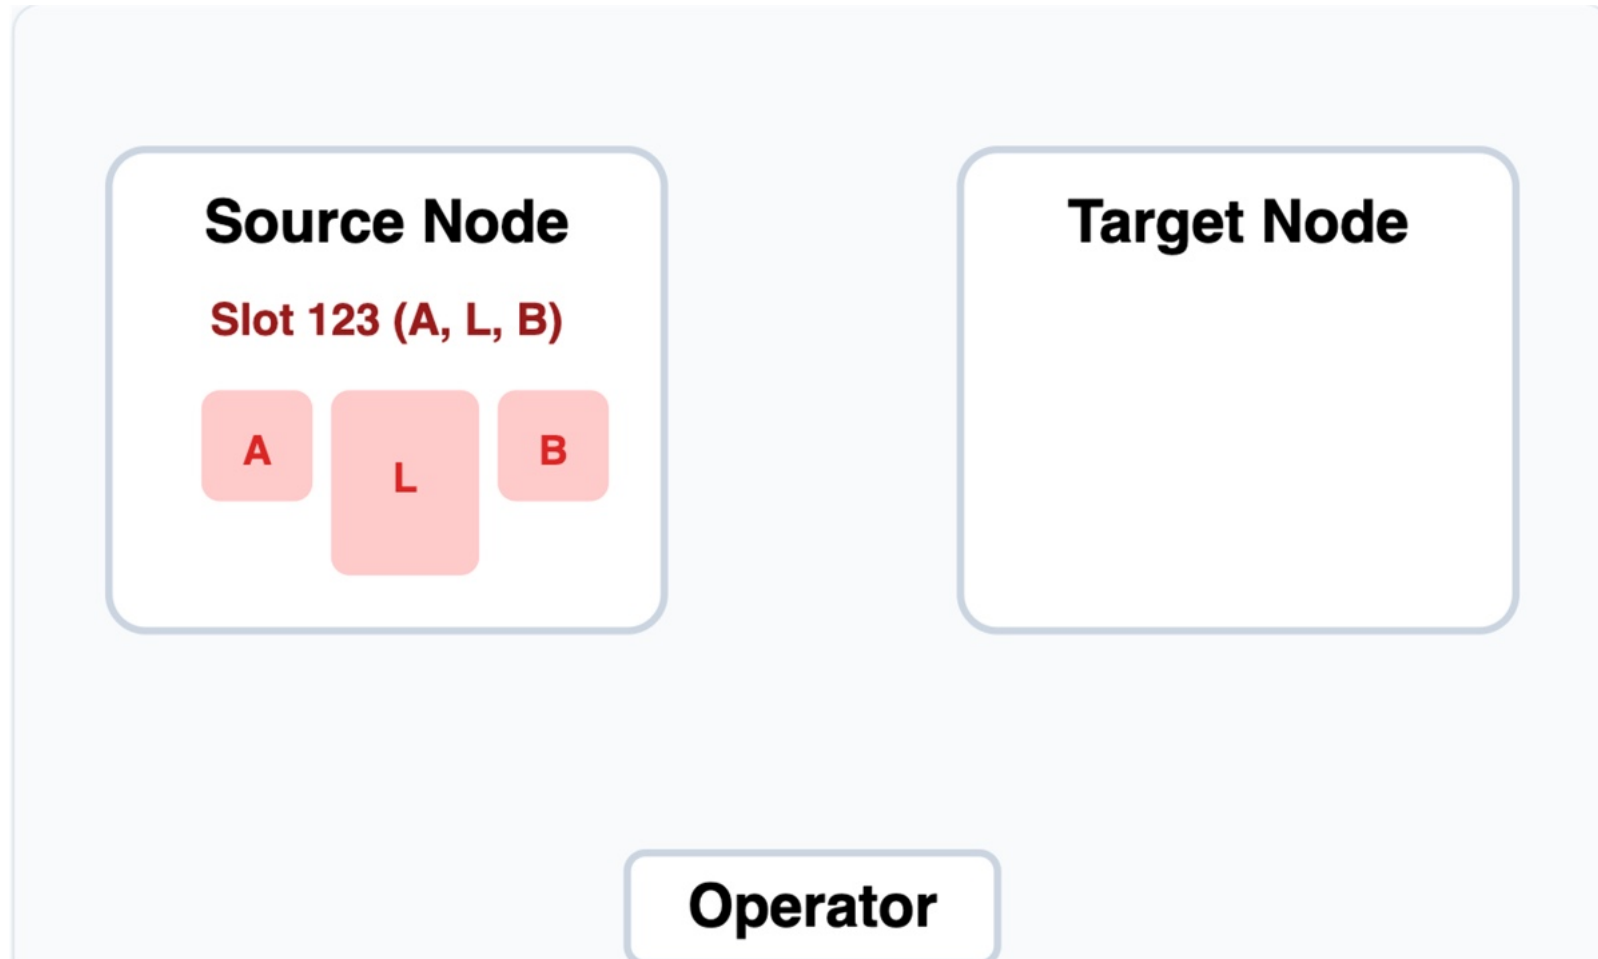 Source Node
Slot 123 (A, L, B)
A
L
B
Target Node
Operator